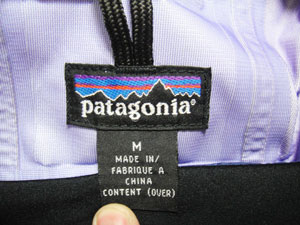 patagonia®
M
MADE IN/
FABRIQUE A
CHINA
CONTENT (OVER)